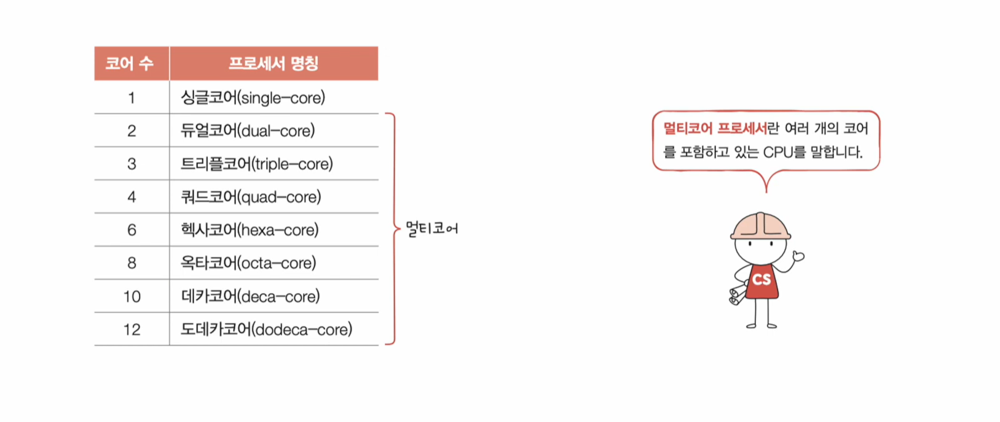 코어 수 프로세서 명칭
1 싱글코어(single-core)
2 듀얼코어(dual-core)
3 트리플코어(triple-core)
4 쿼드코어(quad-core)
6 헥사코어(hexa-core)
8 옥타코어(octa-core)
10 데카코어(deca-core)
12 도데카코어(dodeca-core)
멀티코어
멀티코어 프로세서란 여러 개의 코어
를 포함하고 있는 CPU를 말합니다.
CS